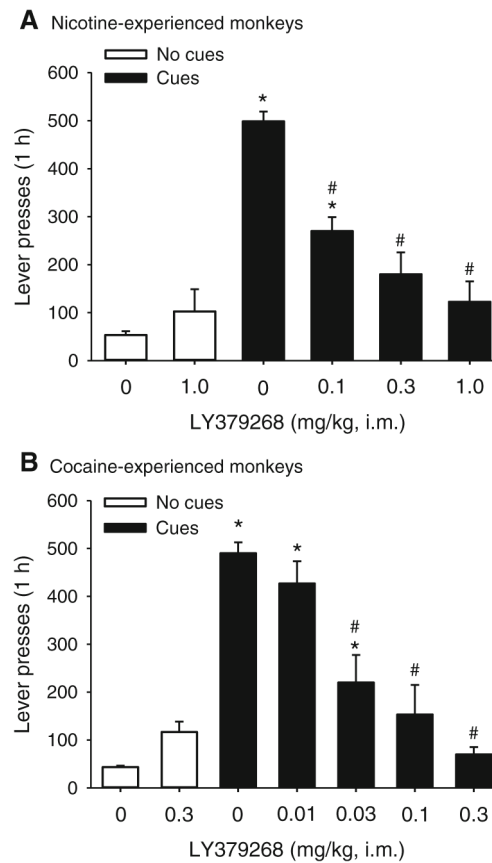 A Nicotine-experienced monkeys
No cues
Cues
600
500
400
300
200
100
0
Lever presses (1 h)
*
#
*
#
#
0 1.0 0 0.1 0.3 1.0
LY379268 (mg/kg, i.m.)
B Cocaine-experienced monkeys
No cues
Cues
600
500
400
300
200
100
0
Lever presses (1 h)
*
*
#
*
#
#
0 0.3 0 0.01 0.03 0.1 0.3
LY379268 (mg/kg, i.m.)